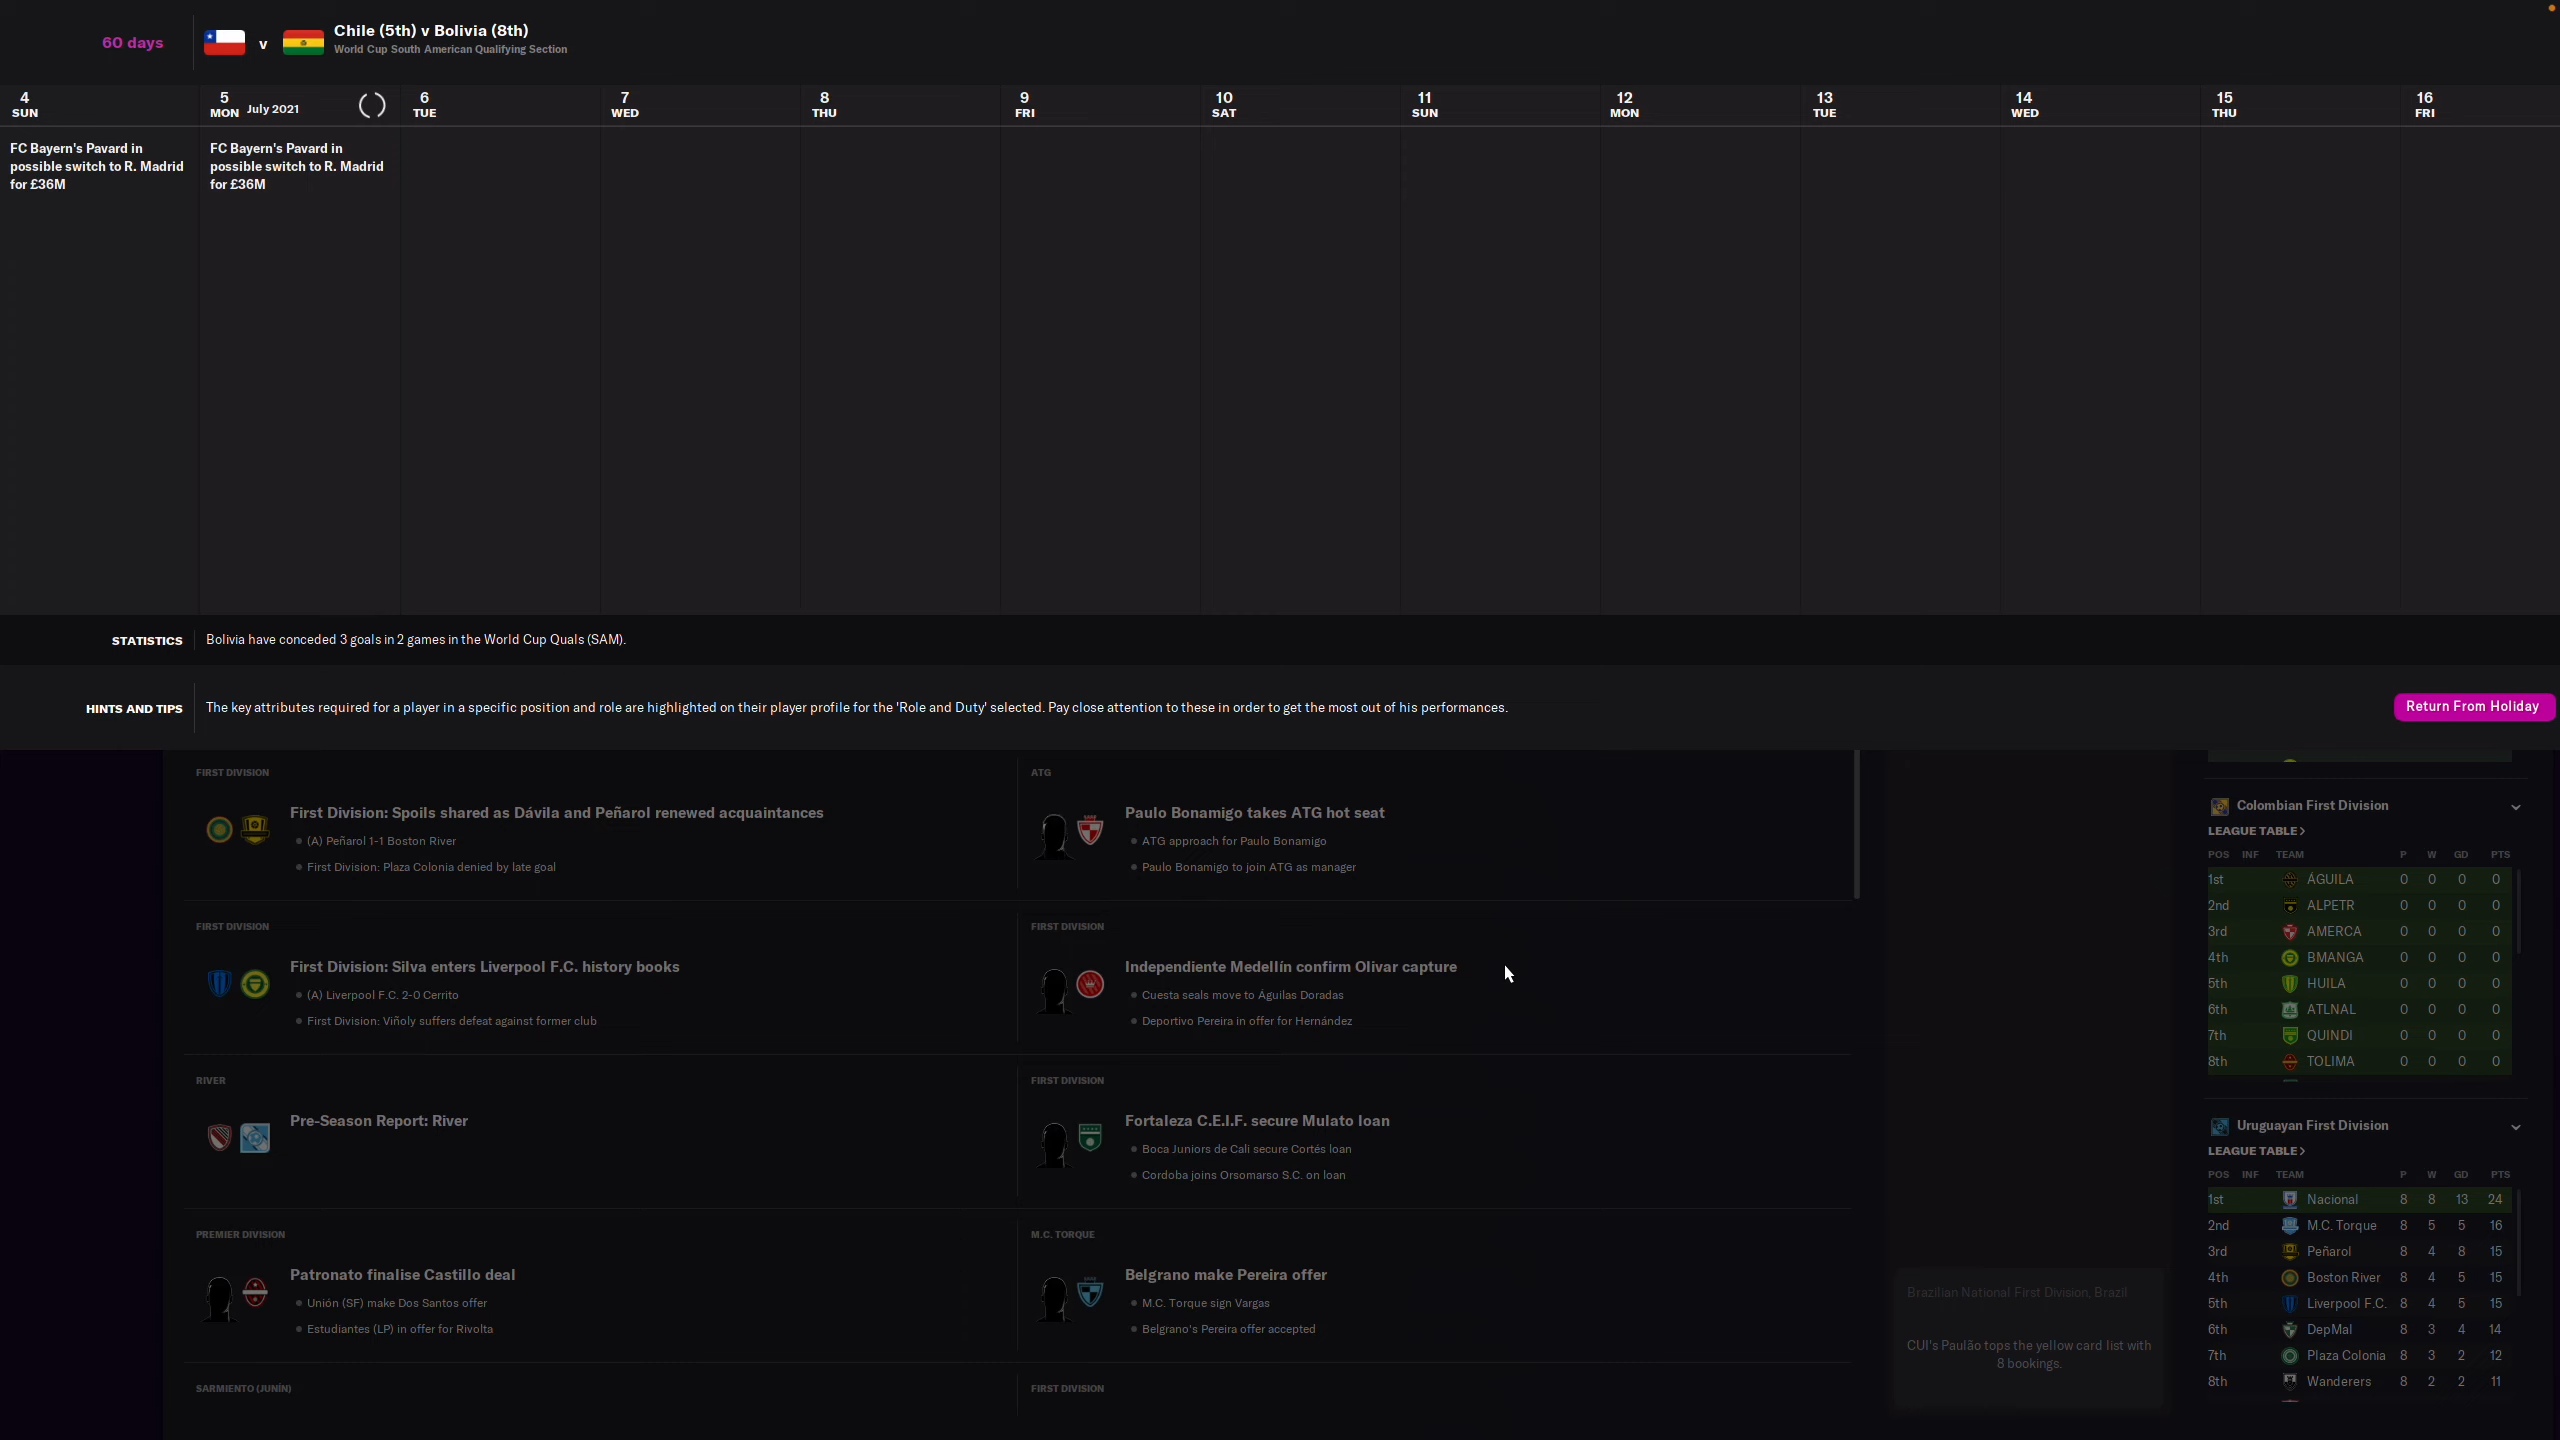 60 days
v
Chile (5th) v Bolivia (8th)
World Cup South American Qualifying Section
4
SUN
5
MON July 2021
6
TUE
7
WED
8
THU
9
FRI
10
SAT
11
SUN
12
MON
13
TUE
14
WED
15
THU
16
FRI
FC Bayern's Pavard in
possible switch to R. Madrid
for £36M
FC Bayern's Pavard in
possible switch to R. Madrid
for £36M
STATISTICS
Bolivia have conceded 3 goals in 2 games in the World Cup Quals (SAM).
HINTS AND TIPS
The key attributes required for a player in a specific position and role are highlighted on their player profile for the 'Role and Duty' selected. Pay close attention to these in order to get the most out of his performances.
Return From Holiday
FIRST DIVISION
First Division: Spoils shared as Dávila and Peñarol renewed acquaintances
(A) Peñarol 1-1 Boston River
First Division: Plaza Colonia denied by late goal
ATG
Paulo Bonamigo takes ATG hot seat
ATG approach for Paulo Bonamigo
Paulo Bonamigo to join ATG as manager
FIRST DIVISION
First Division: Silva enters Liverpool F.C. history books
(A) Liverpool F.C. 2-0 Cerrito
First Division: Viñoly suffers defeat against former club
FIRST DIVISION
Independiente Medellín confirm Olivar capture
Cuesta seals move to Águilas Doradas
Deportivo Pereira in offer for Hernández
RIVER
Pre-Season Report: River
FIRST DIVISION
Fortaleza C.E.I.F. secure Mulato loan
Boca Juniors de Cali secure Cortés loan
Cordoba joins Orsomarso S.C. on loan
PREMIER DIVISION
Patronato finalise Castillo deal
Unión (SF) make Dos Santos offer
Estudiantes (LP) in offer for Rivolta
M.C. TORQUE
Belgrano make Pereira offer
M.C. Torque sign Vargas
Belgrano's Pereira offer accepted
SARMIENTO (JUNÍN)
FIRST DIVISION
Brazilian National First Division, Brazil
CUI's Paulão tops the yellow card list with
8 bookings.
Colombian First Division
LEAGUE TABLE >
POS INF TEAM P W GD PTS
1st ÁGUILA 0 0 0 0
2nd ALPETR 0 0 0 0
3rd AMERCA 0 0 0 0
4th BMANGA 0 0 0 0
5th HUILA 0 0 0 0
6th ATLNAL 0 0 0 0
7th QUINDI 0 0 0 0
8th TOLIMA 0 0 0 0
Uruguayan First Division
LEAGUE TABLE >
POS INF TEAM P W GD PTS
1st Nacional 8 8 13 24
2nd M.C. Torque 8 5 5 16
3rd Peñarol 8 4 8 15
4th Boston River 8 4 5 15
5th Liverpool F.C. 8 4 5 15
6th DepMal 8 3 4 14
7th Plaza Colonia 8 3 2 12
8th Wanderers 8 2 2 11